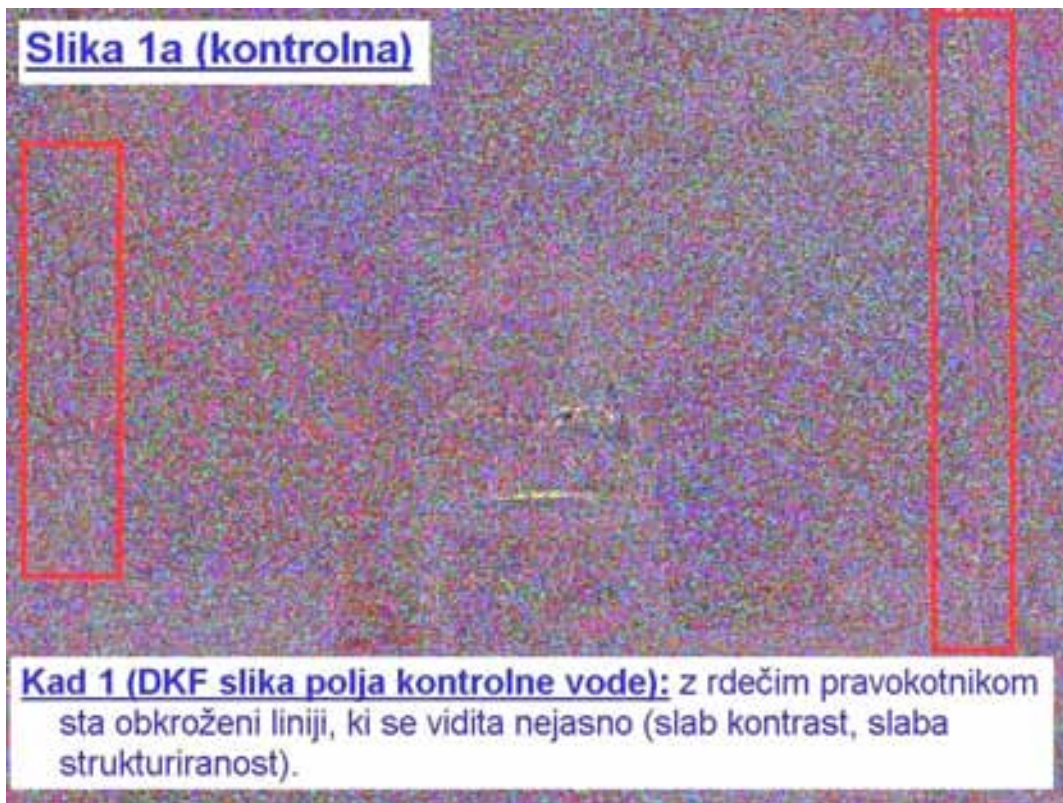 Slika 1a (kontrolna)
Kad 1 (DKF slika polja kontrolne vode): z rdečim pravokotnikom
sta obkroženi liniji, ki se vidita nejasno (slab kontrast, slaba
strukturiranost).